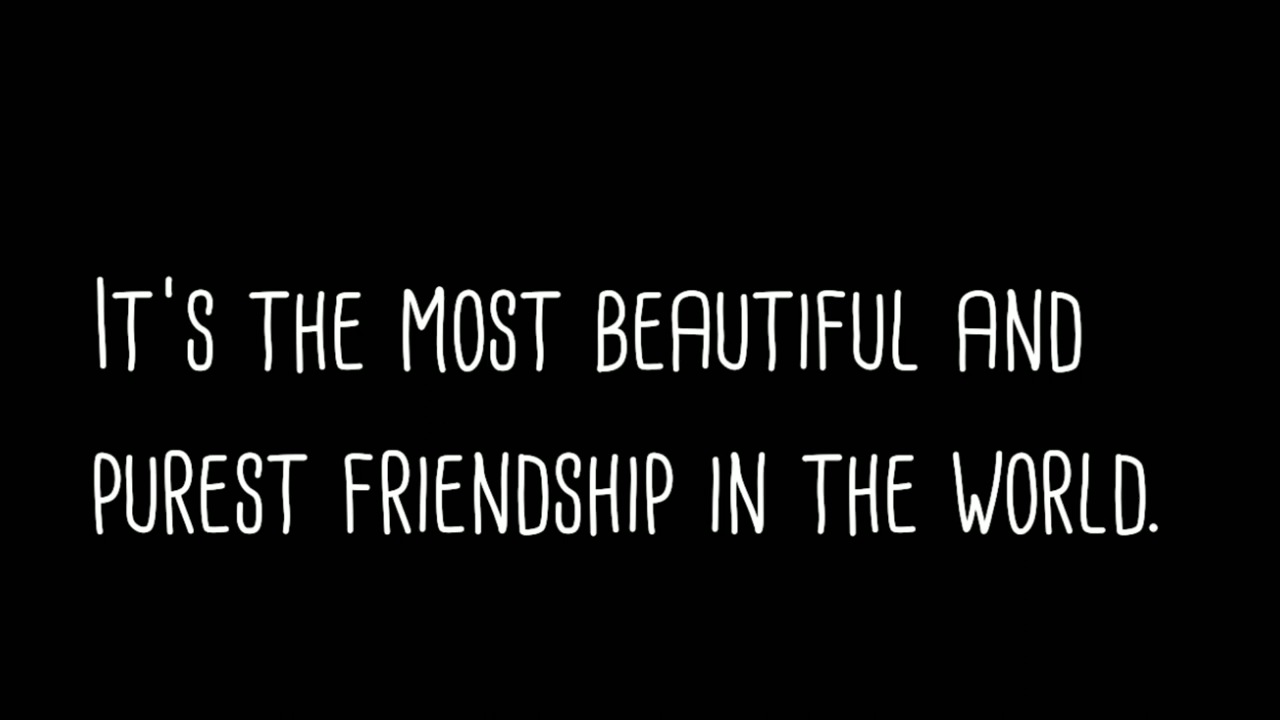 It's the most beautiful and
purest friendship in the world.